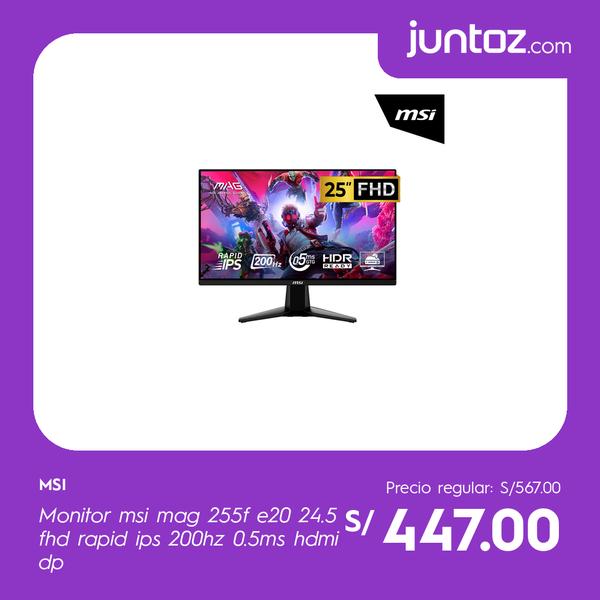 juntoz.com
msi
MAG
25" FHD
RAPID IPS
200Hz
0.5ms GTG
HDR READY
msi
MSI
Precio regular: S/567.00
Monitor msi mag 255f e20 24.5
fhd rapid ips 200hz 0.5ms hdmi
dp
S/ 447.00